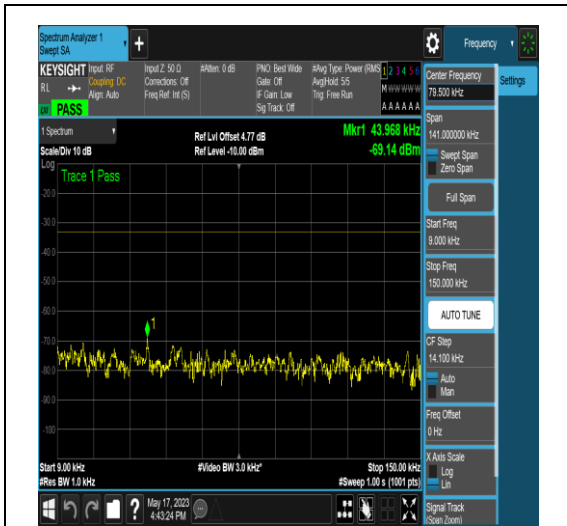 Spectrum Analyzer 1
Swept SA
Frequency
KEYSIGHT
RL
PASS
Input: RF
Coupling: DC
Align: Auto
Input Z: 50 Ω
Corrections: Off
Freq Ref: Int (S)
#Atten: 0 dB
PNO: Best Wide
Gate: Off
IF Gain: Low
Sig Track: Off
#Avg Type: Power (RMS
Avg|Hold: 5/5
Trig: Free Run
1 2 3 4 5 6
M W W W W W
A A A A A A
1 Spectrum
Scale/Div 10 dB
Ref Lvl Offset 4.77 dB
Ref Level -10.00 dBm
Mkr1 43.968 kHz
-69.14 dBm
Log
Trace 1 Pass
-20.0
-30.0
-40.0
-50.0
-60.0
-70.0
-80.0
-90.0
-100
1
Start 9.00 kHz
#Res BW 1.0 kHz
#Video BW 3.0 kHz*
Stop 150.00 kHz
#Sweep 1.00 s (1001 pts)
May 17, 2023
4:43:24 PM
Center Frequency
79.500 kHz
Settings
Span
141.000000 kHz
Swept Span
Zero Span
Full Span
Start Freq
9.000 kHz
Stop Freq
150.000 kHz
AUTO TUNE
CF Step
14.100 kHz
Auto
Man
Freq Offset
0 Hz
X Axis Scale
Log
Lin
Signal Track
(Span Zoom)